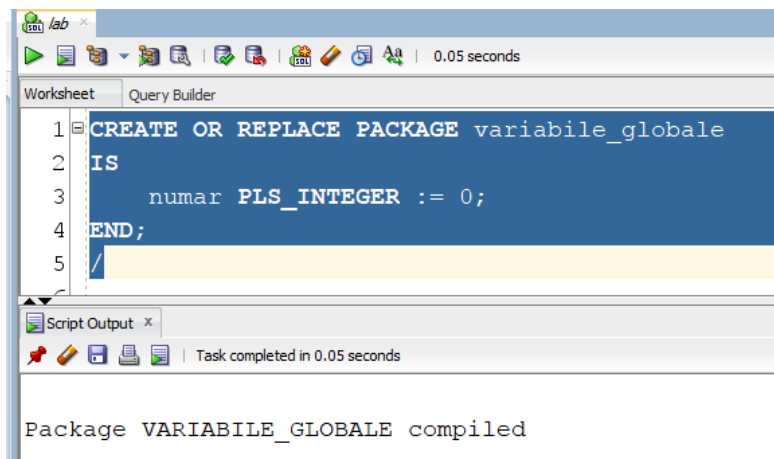 lab
0.05 seconds
Worksheet Query Builder
1 CREATE OR REPLACE PACKAGE variabile_globale
2 IS
3 numar PLS_INTEGER := 0;
4 END;
5 /
Script Output x
Task completed in 0.05 seconds
Package VARIABILE_GLOBALE compiled